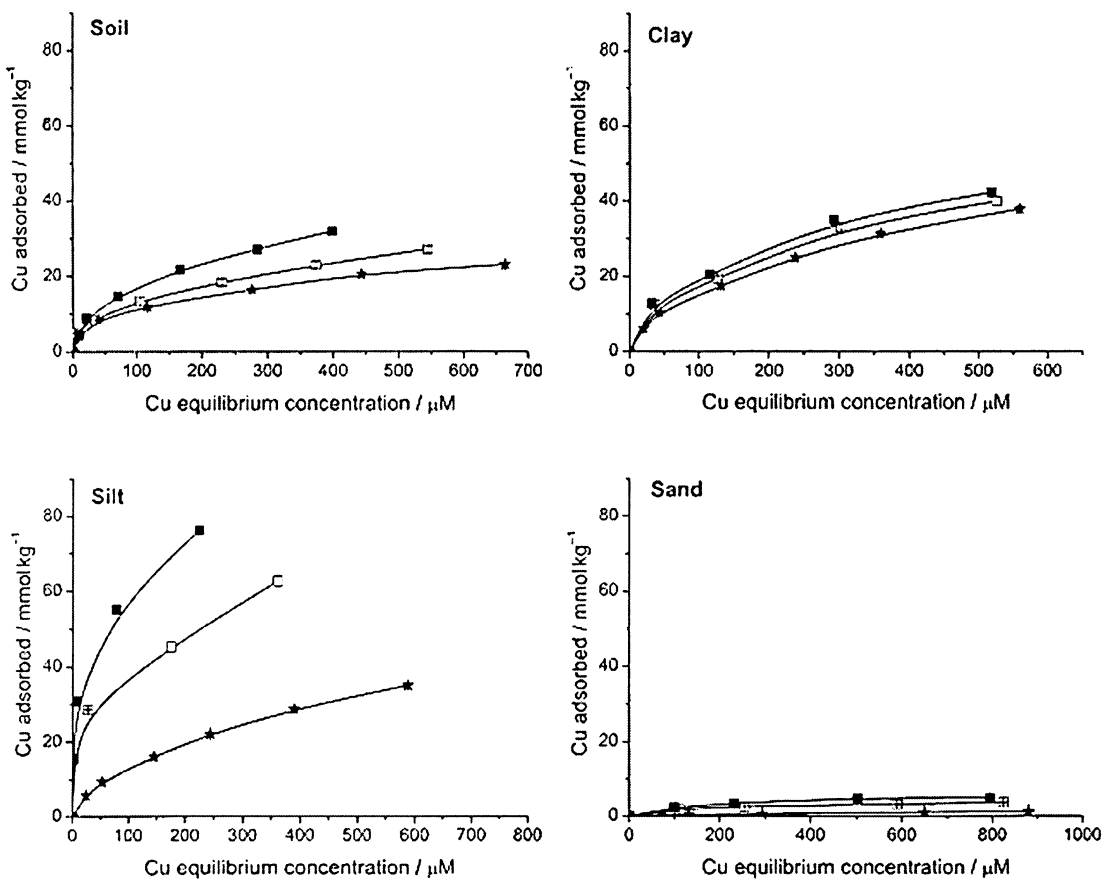 Soil
Cu adsorbed / mmolkg⁻¹
80
60
40
20
0
0 100 200 300 400 500 600 700
Cu equilibrium concentration / µM
Clay
Cu adsorbed / mmolkg⁻¹
80
60
40
20
0
0 100 200 300 400 500 600
Cu equilibrium concentration / µM
Silt
Cu adsorbed / mmolkg⁻¹
80
60
40
20
0
0 100 200 300 400 500 600 700 800
Cu equilibrium concentration / µM
Sand
Cu adsorbed / mmolkg⁻¹
80
60
40
20
0
0 200 400 600 800 1000
Cu equilibrium concentration / µM